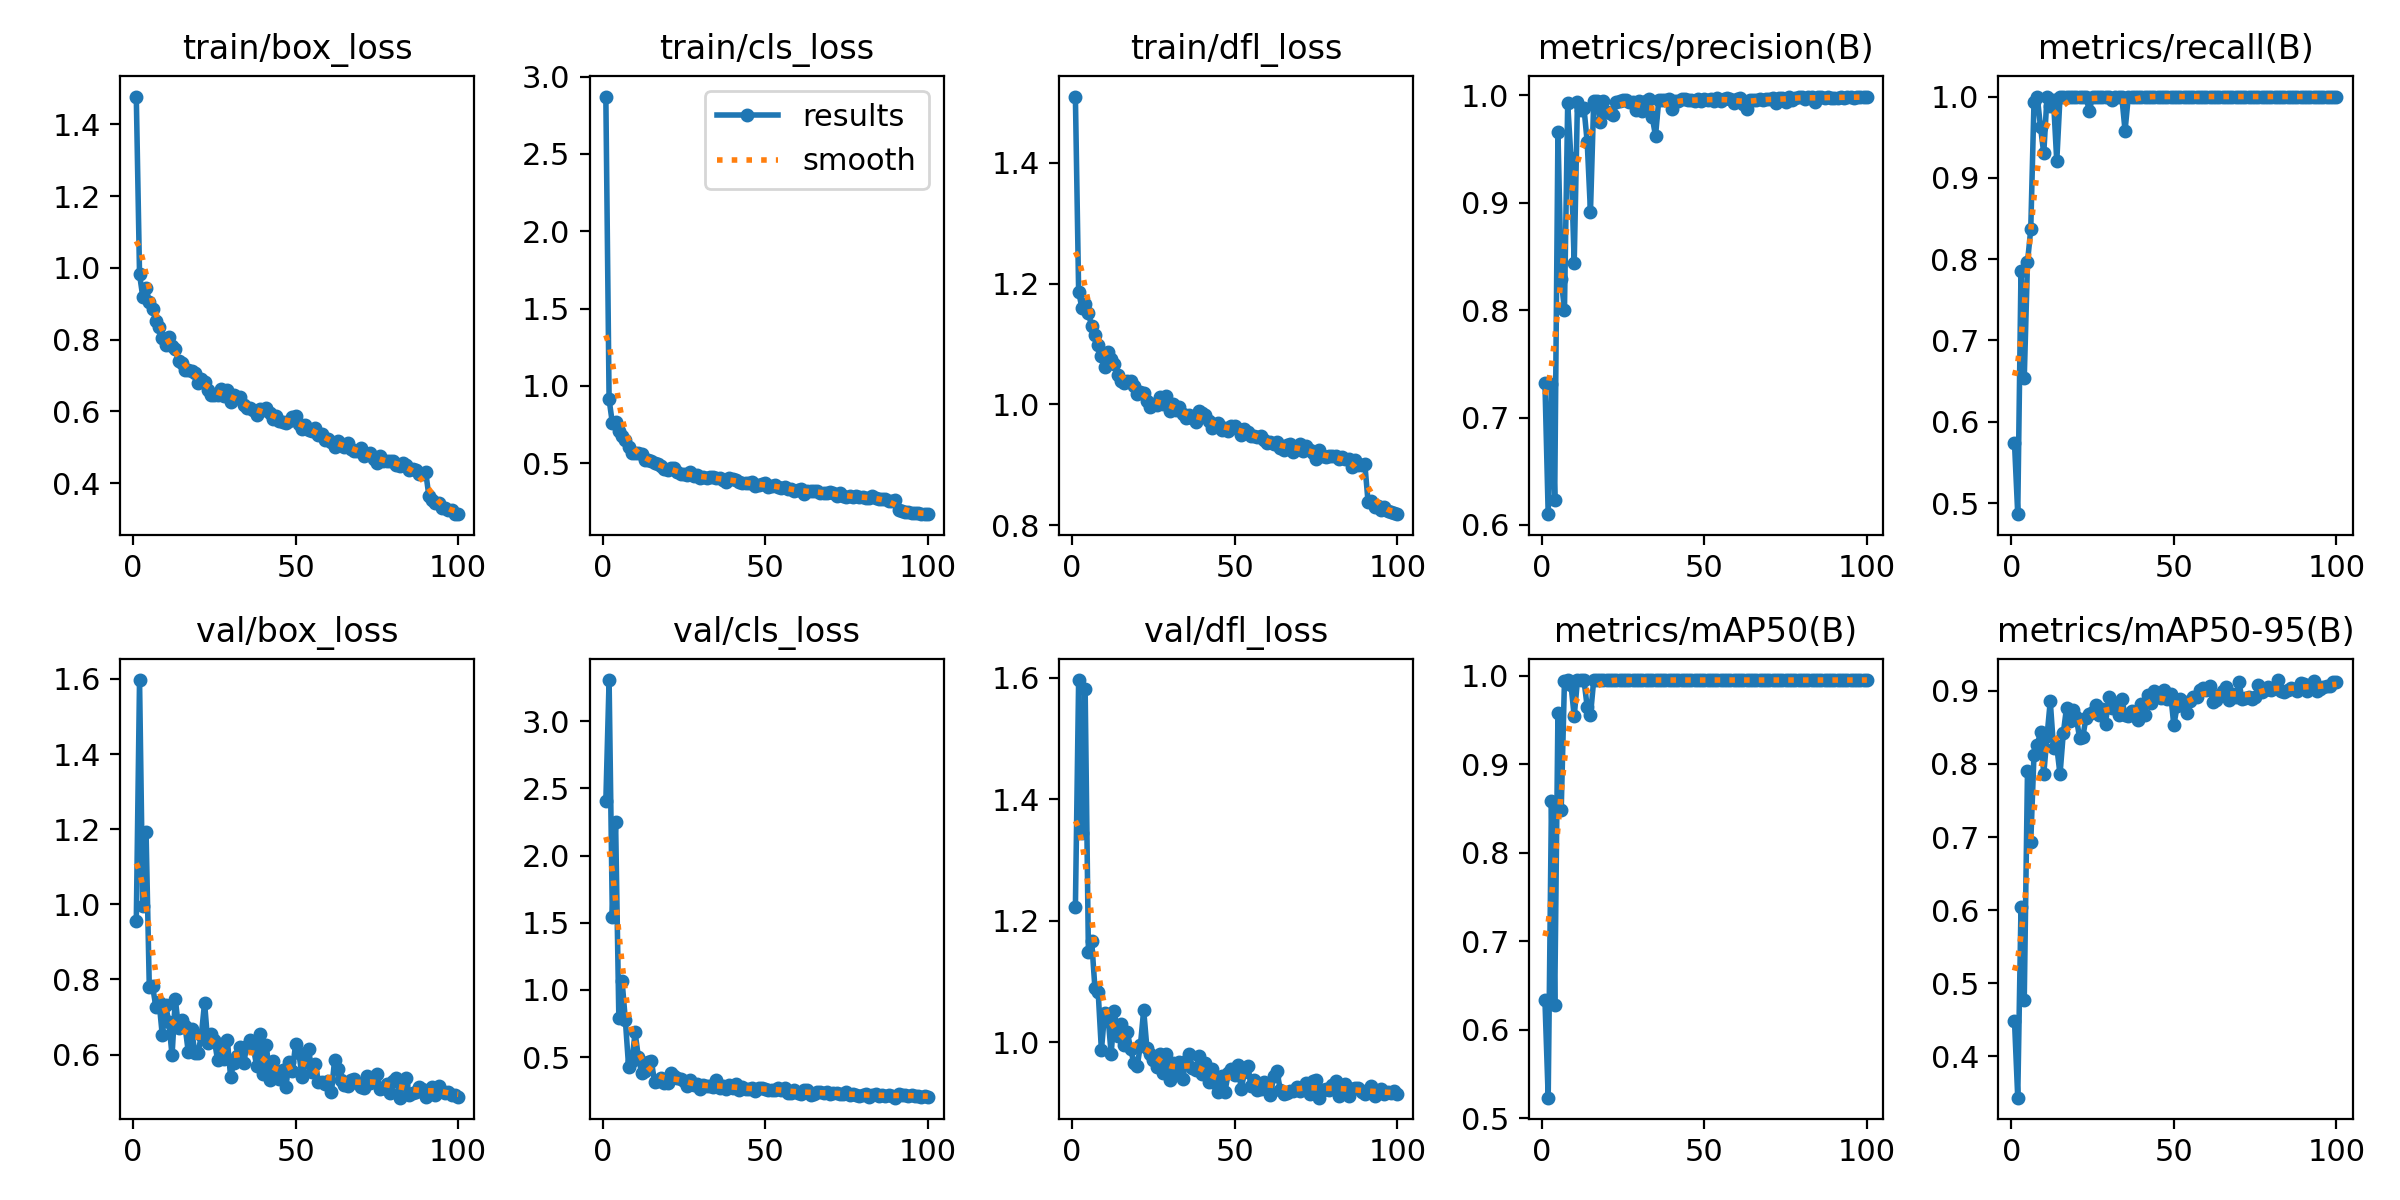 train/box_loss
1.4
1.2
1.0
0.8
0.6
0.4
0 50 100
train/cls_loss
3.0
2.5
2.0
1.5
1.0
0.5
results
smooth
0 50 100
train/dfl_loss
1.4
1.2
1.0
0.8
0 50 100
metrics/precision(B)
1.0
0.9
0.8
0.7
0.6
0 50 100
metrics/recall(B)
1.0
0.9
0.8
0.7
0.6
0.5
0 50 100
val/box_loss
1.6
1.4
1.2
1.0
0.8
0.6
0 50 100
val/cls_loss
3.0
2.5
2.0
1.5
1.0
0.5
0 50 100
val/dfl_loss
1.6
1.4
1.2
1.0
0 50 100
metrics/mAP50(B)
1.0
0.9
0.8
0.7
0.6
0.5
0 50 100
metrics/mAP50-95(B)
0.9
0.8
0.7
0.6
0.5
0.4
0 50 100